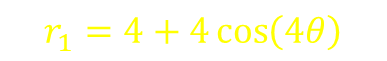 r₁ = 4 + 4 cos(4θ)